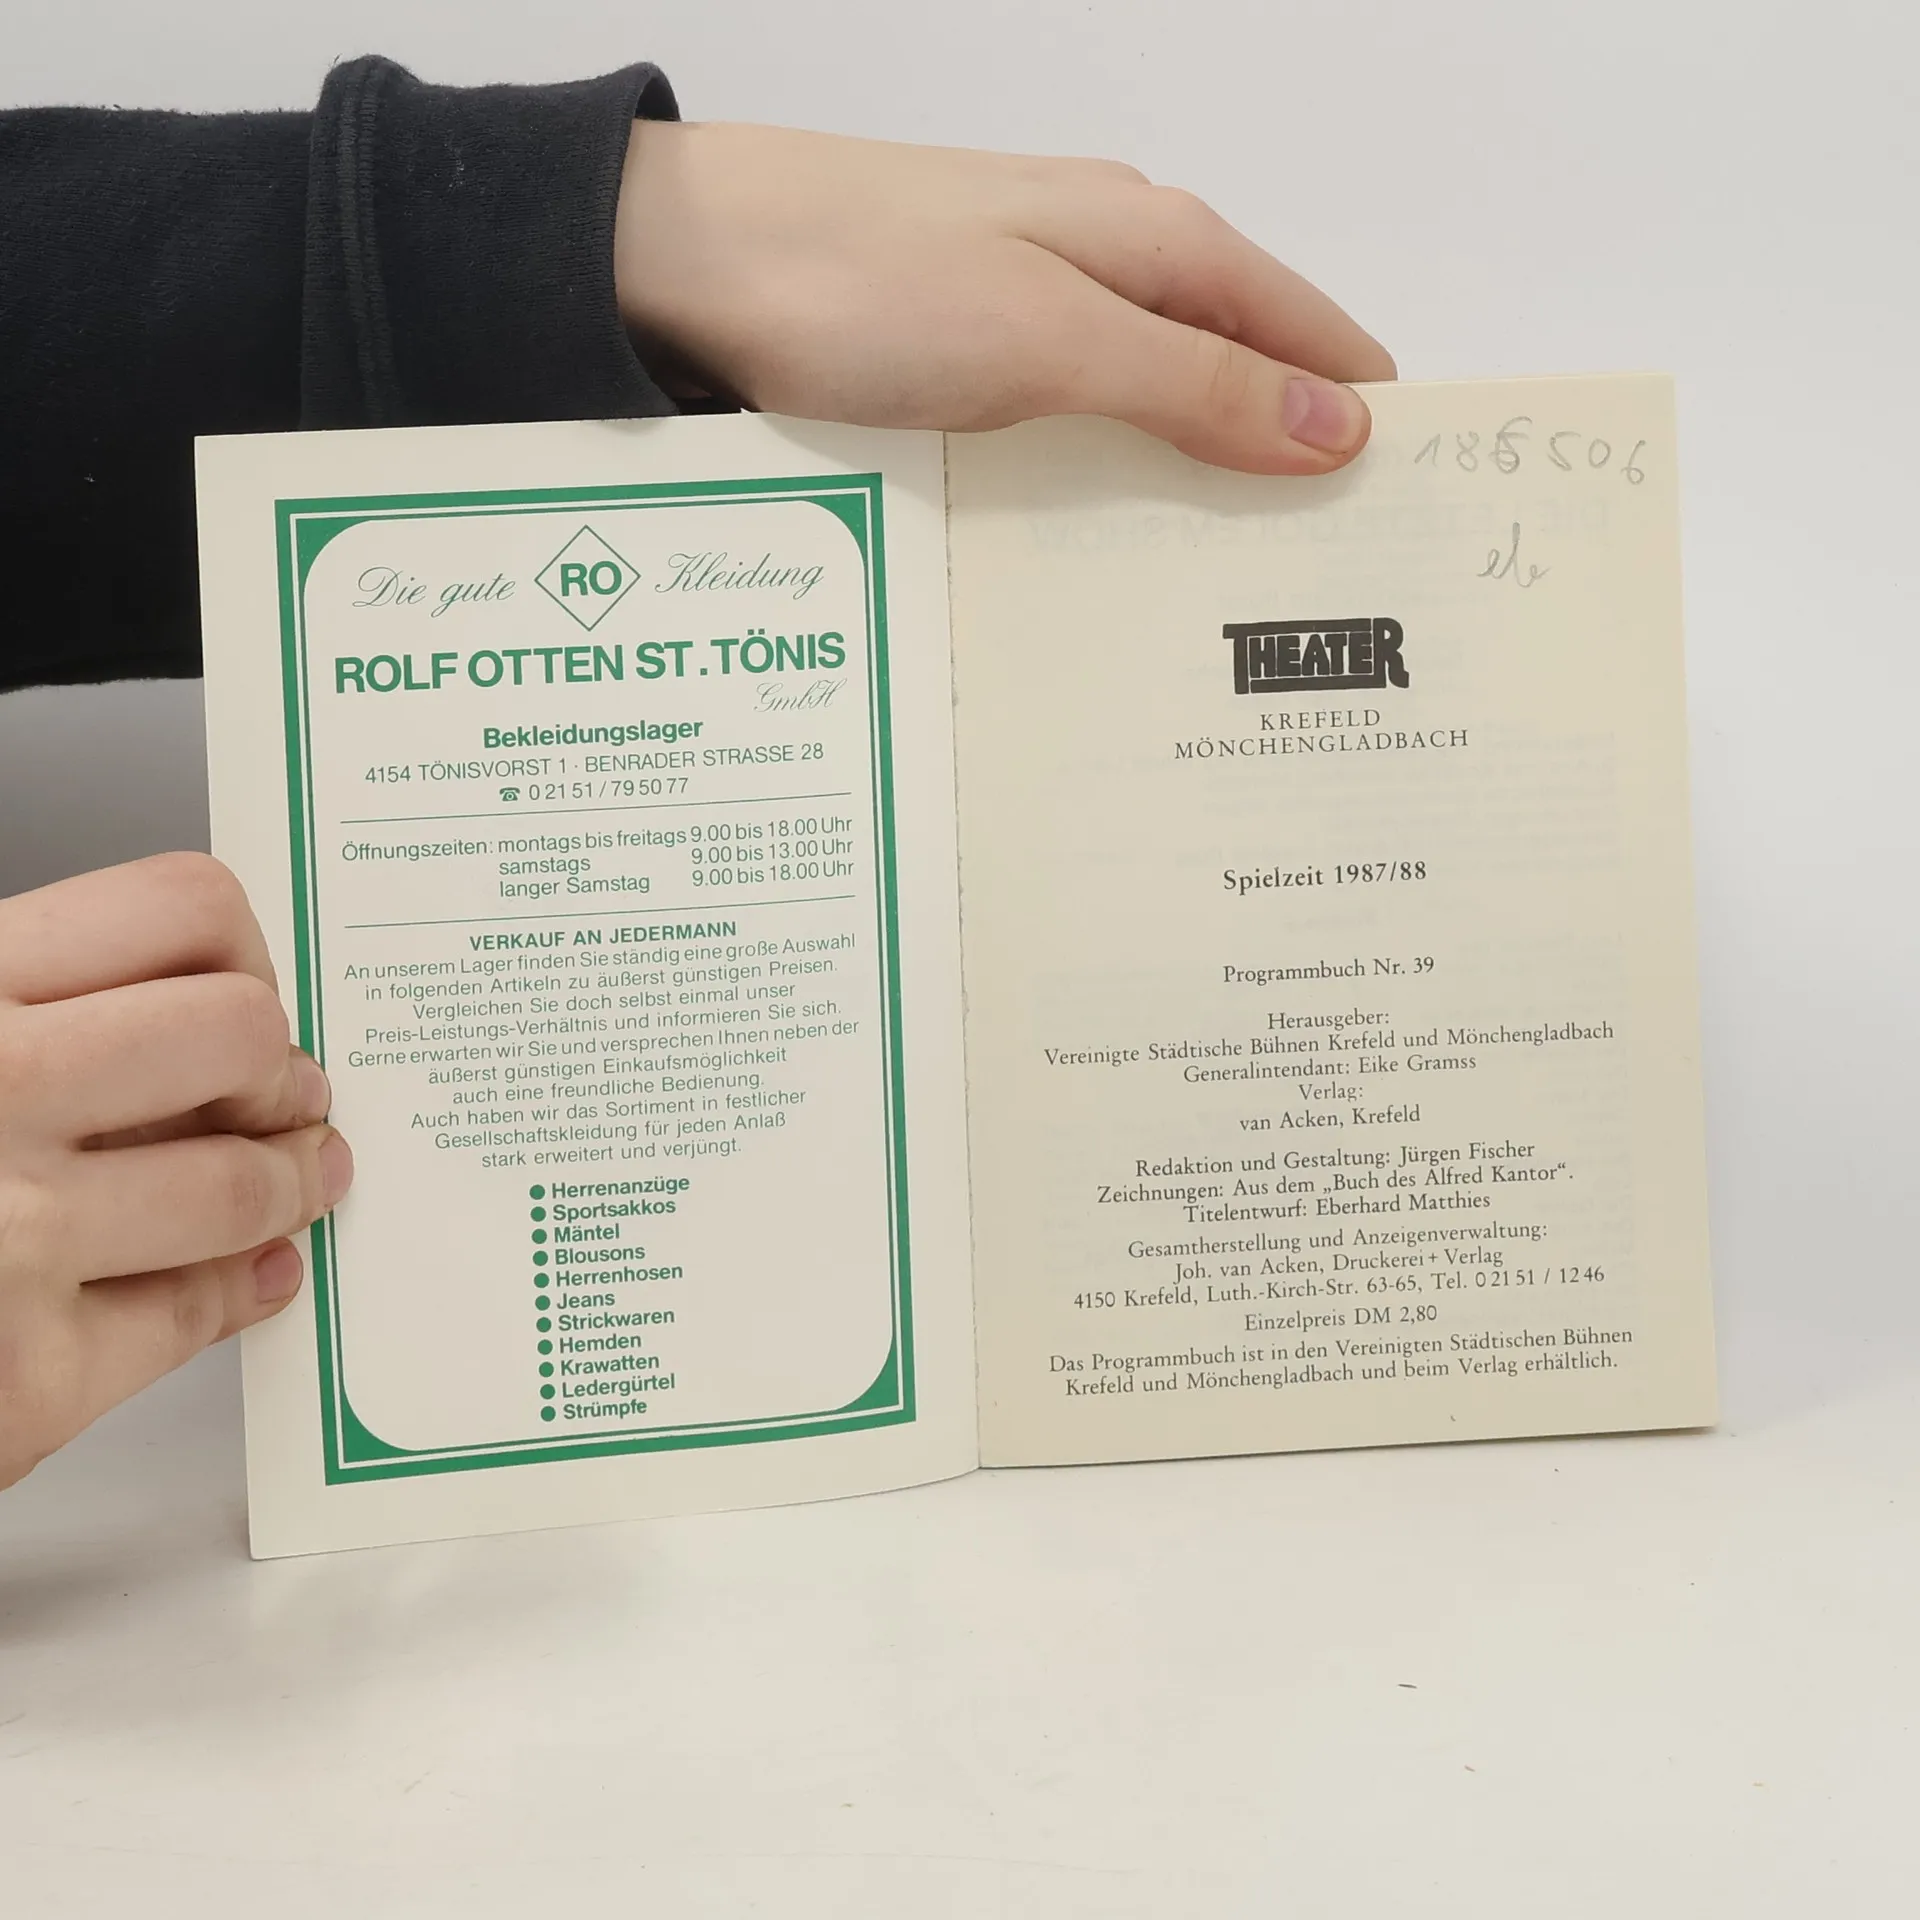 Die gute RO Kleidung
ROLF OTTEN ST. TÖNIS
GmbH
Bekleidungslager
4154 TÖNISVORST 1 · BENRADER STRASSE 28
☎ 0 21 51 / 79 50 77
Öffnungszeiten: montags bis freitags 9.00 bis 18.00 Uhr
samstags 9.00 bis 13.00 Uhr
langer Samstag 9.00 bis 18.00 Uhr
VERKAUF AN JEDERMANN
An unserem Lager finden Sie ständig eine große Auswahl
in folgenden Artikeln zu äußerst günstigen Preisen.
Vergleichen Sie doch selbst einmal unser
Preis-Leistungs-Verhältnis und informieren Sie sich.
Gerne erwarten wir Sie und versprechen Ihnen neben der
äußerst günstigen Einkaufsmöglichkeit
auch eine freundliche Bedienung.
Auch haben wir das Sortiment in festlicher
Gesellschaftskleidung für jeden Anlaß
stark erweitert und verjüngt.
● Herrenanzüge
● Sportsakkos
● Mäntel
● Blousons
● Herrenhosen
● Jeans
● Strickwaren
● Hemden
● Krawatten
● Ledergürtel
● Strümpfe
THEATER
KREFELD
MÖNCHENGLADBACH
Spielzeit 1987/88
Programmbuch Nr. 39
Herausgeber:
Vereinigte Städtische Bühnen Krefeld und Mönchengladbach
Generalintendant: Eike Gramss
Verlag:
van Acken, Krefeld
Redaktion und Gestaltung: Jürgen Fischer
Zeichnungen: Aus dem „Buch des Alfred Kantor“.
Titelentwurf: Eberhard Matthies
Gesamtherstellung und Anzeigenverwaltung:
Joh. van Acken, Druckerei + Verlag
4150 Krefeld, Luth.-Kirch-Str. 63-65, Tel. 0 21 51 / 12 46
Einzelpreis DM 2,80
Das Programmbuch ist in den Vereinigten Städtischen Bühnen
Krefeld und Mönchengladbach und beim Verlag erhältlich.